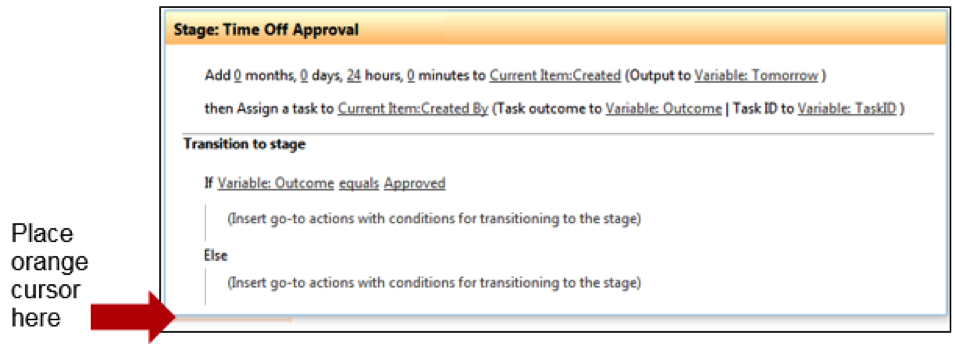 Stage: Time Off Approval
Add 0 months, 0 days, 24 hours, 0 minutes to Current Item:Created (Output to Variable: Tomorrow )
then Assign a task to Current Item:Created By (Task outcome to Variable: Outcome | Task ID to Variable: TaskID )
Transition to stage
If Variable: Outcome equals Approved
(Insert go-to actions with conditions for transitioning to the stage)
Else
(Insert go-to actions with conditions for transitioning to the stage)
Place
orange
cursor
here